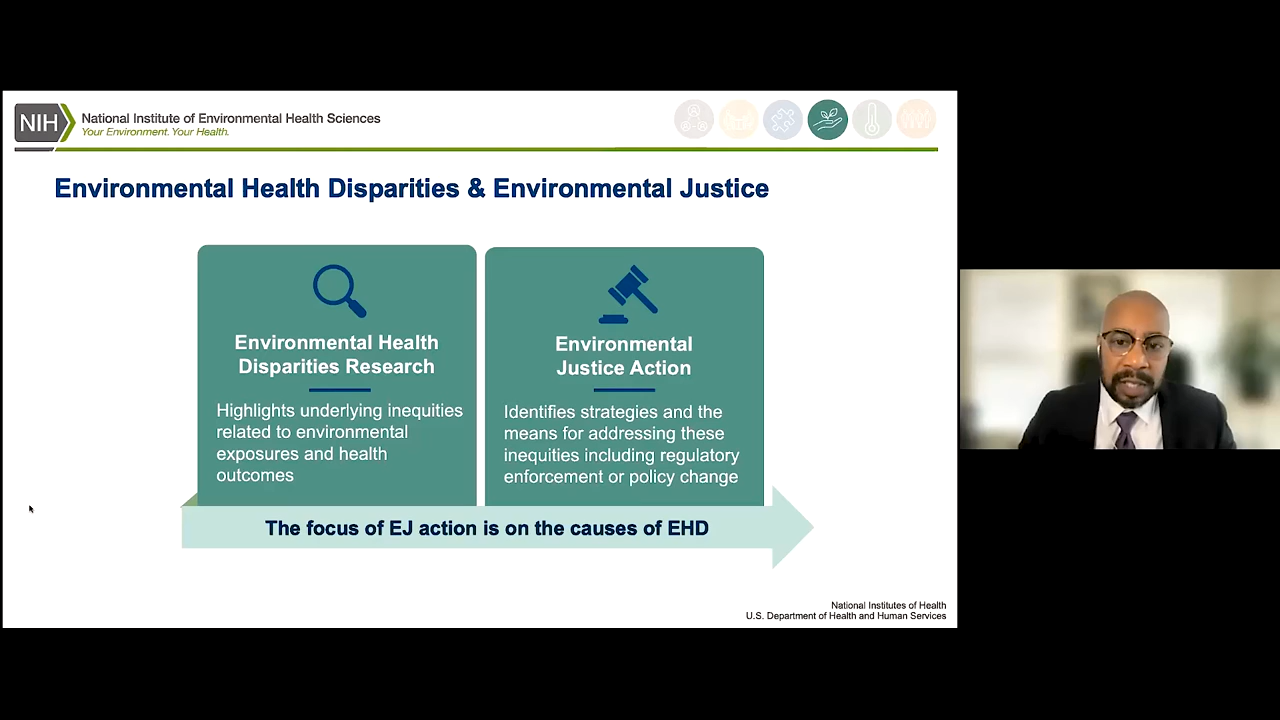 NIH
National Institute of Environmental Health Sciences
Your Environment. Your Health.
Environmental Health Disparities & Environmental Justice
Environmental Health
Disparities Research
Highlights underlying inequities
related to environmental
exposures and health
outcomes
Environmental
Justice Action
Identifies strategies and the
means for addressing these
inequities including regulatory
enforcement or policy change
The focus of EJ action is on the causes of EHD
National Institutes of Health
U.S. Department of Health and Human Services